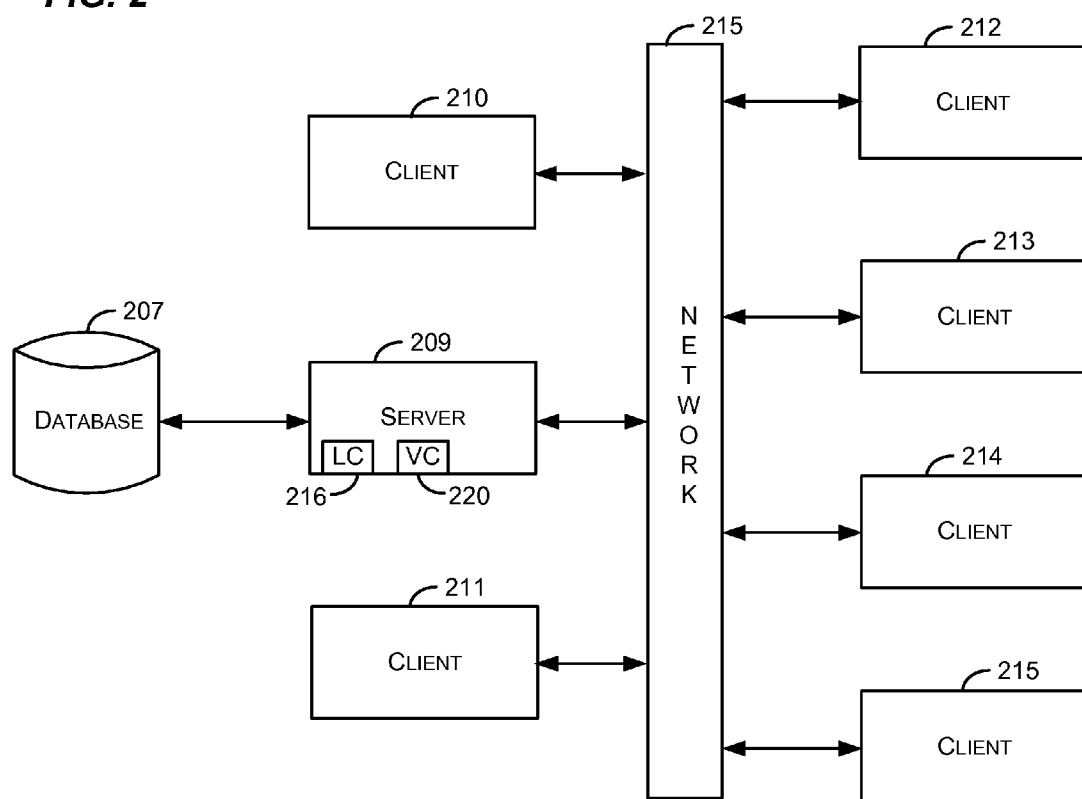 FIG. 2
215
212
210
CLIENT
CLIENT
213
207
209
CLIENT
NETWORK
DATABASE
SERVER
LC
VC
216
220
214
CLIENT
211
CLIENT
215
CLIENT